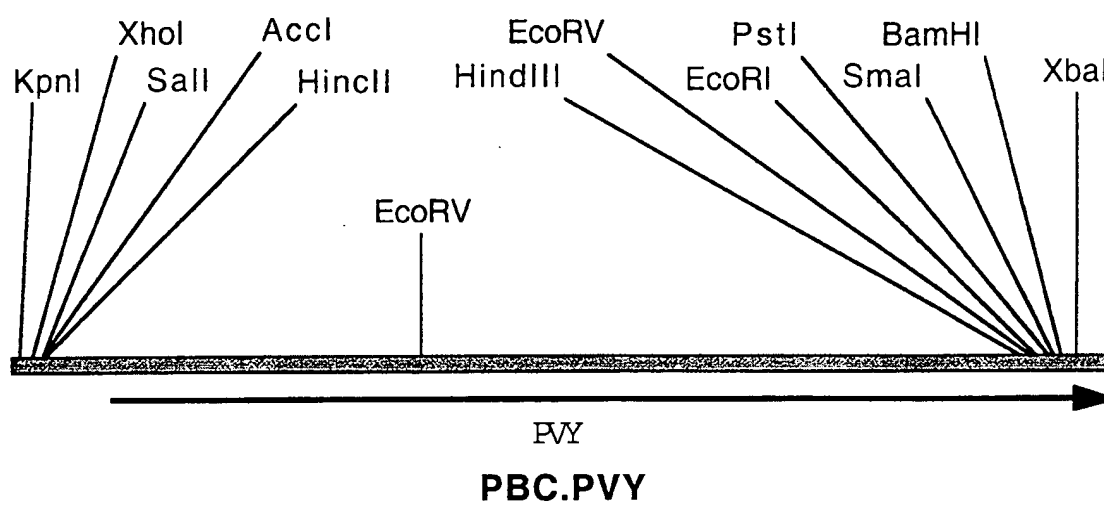 XhoI AccI EcoRV PstI BamHI
KpnI SalI HincII HindIII EcoRI SmaI XbaI
EcoRV
PVY
PBC.PVY